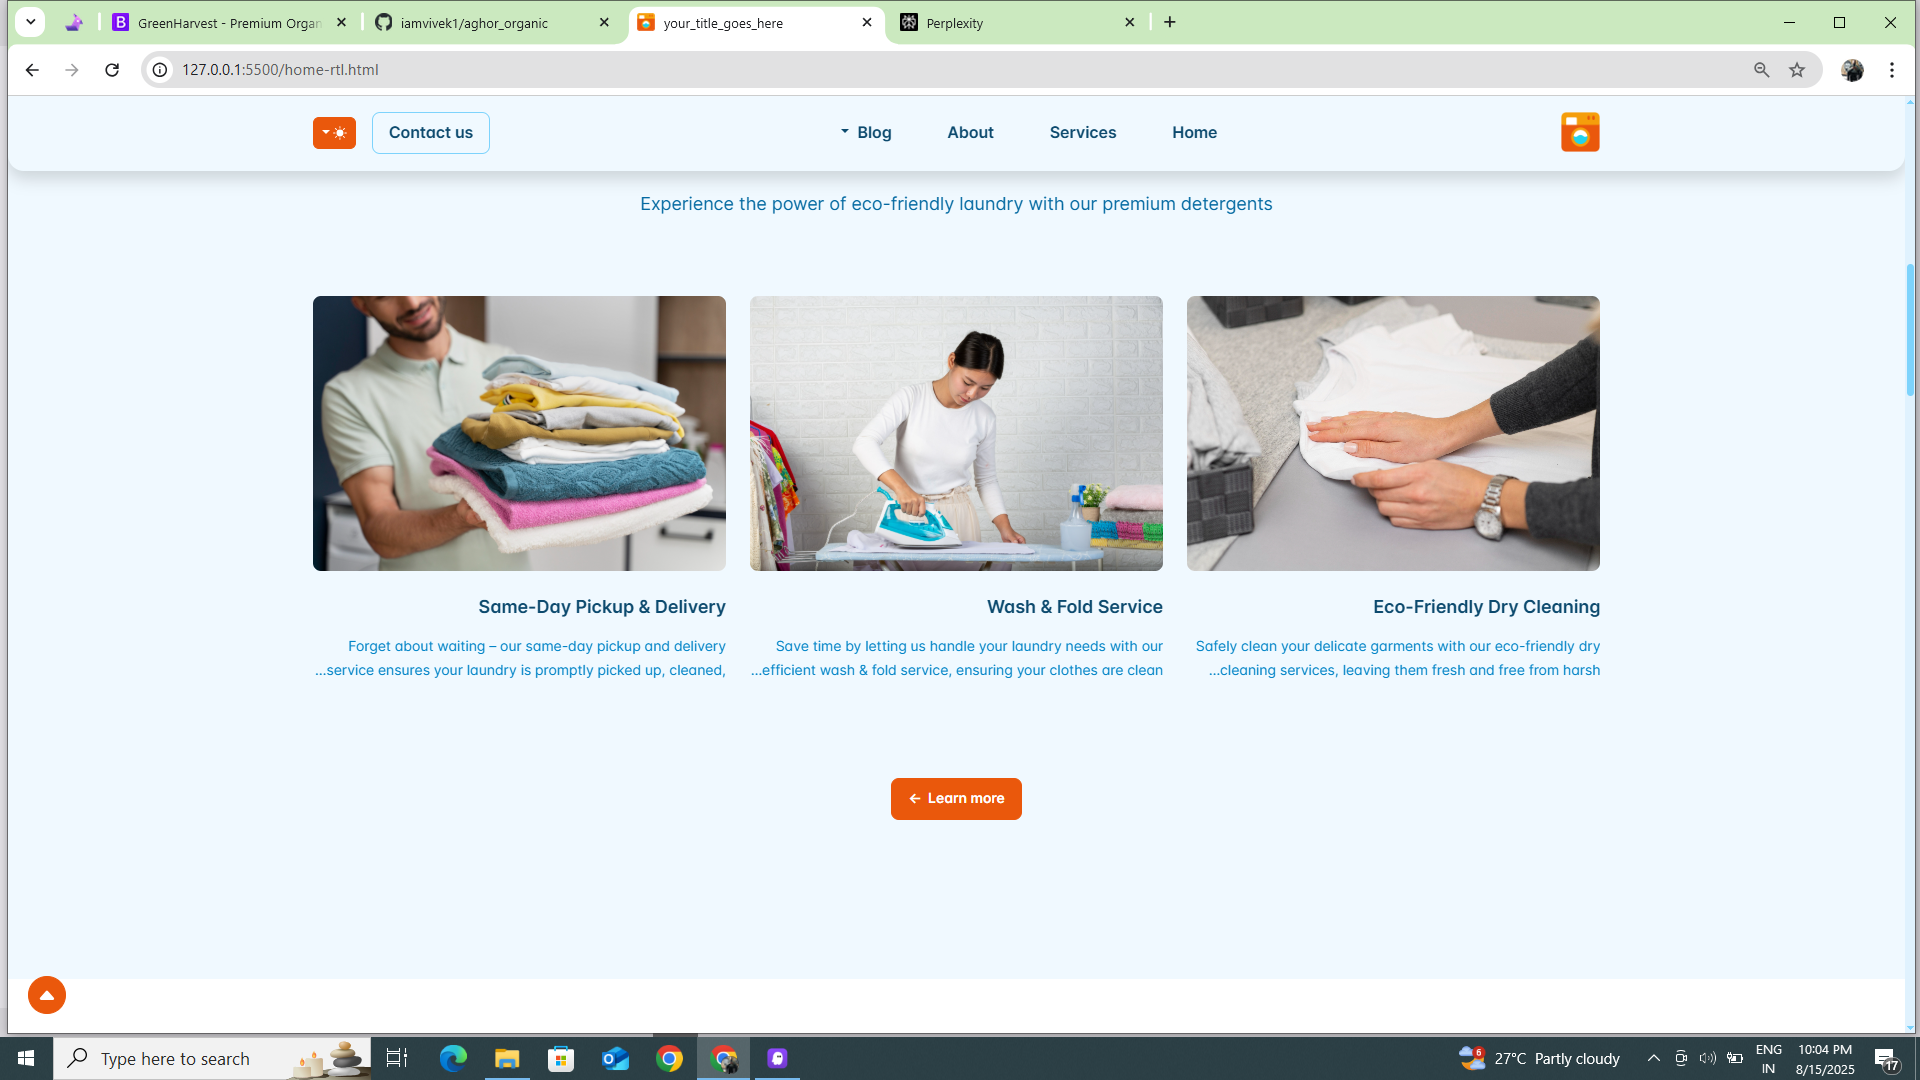 GreenHarvest - Premium Organ
iamvivek1/aghor_organic
your_title_goes_here
Perplexity
127.0.0.1:5500/home-rtl.html
Contact us
Blog
About
Services
Home
Experience the power of eco-friendly laundry with our premium detergents
Same-Day Pickup & Delivery
Forget about waiting – our same-day pickup and delivery
...service ensures your laundry is promptly picked up, cleaned,
Wash & Fold Service
Save time by letting us handle your laundry needs with our
...efficient wash & fold service, ensuring your clothes are clean
Eco-Friendly Dry Cleaning
Safely clean your delicate garments with our eco-friendly dry
...cleaning services, leaving them fresh and free from harsh
← Learn more
Type here to search
6
27°C Partly cloudy
ENG
IN
10:04 PM
8/15/2025
17